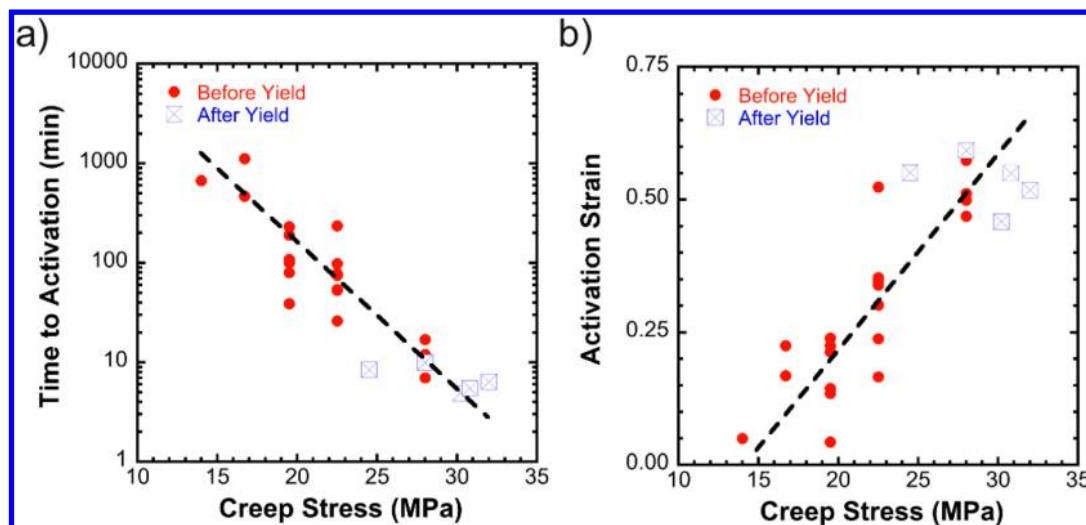 a)
10000
1000
100
10
1
Time to Activation (min)
Before Yield
After Yield
10 15 20 25 30 35
Creep Stress (MPa)
b)
0.75
0.50
0.25
0.00
Activation Strain
Before Yield
After Yield
10 15 20 25 30 35
Creep Stress (MPa)